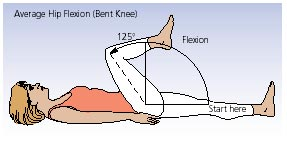 Average Hip Flexion (Bent Knee)
125°
Flexion
Start here